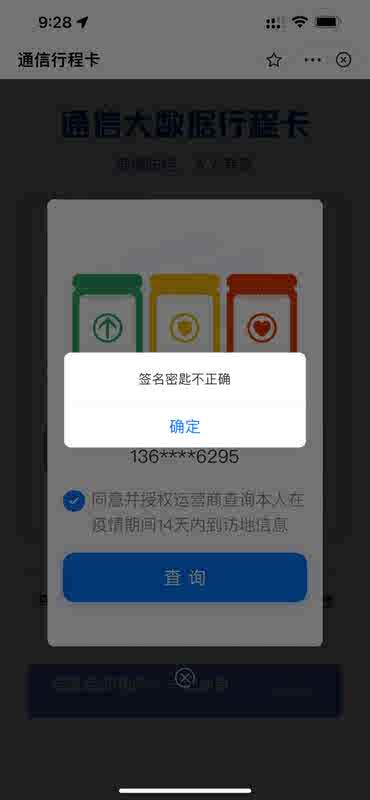 9:28
通信行程卡
通信大数据行程卡
签名密匙不正确
确定
136****6295
同意并授权运营商查询本人在
疫情期间14天内到访地信息
查询